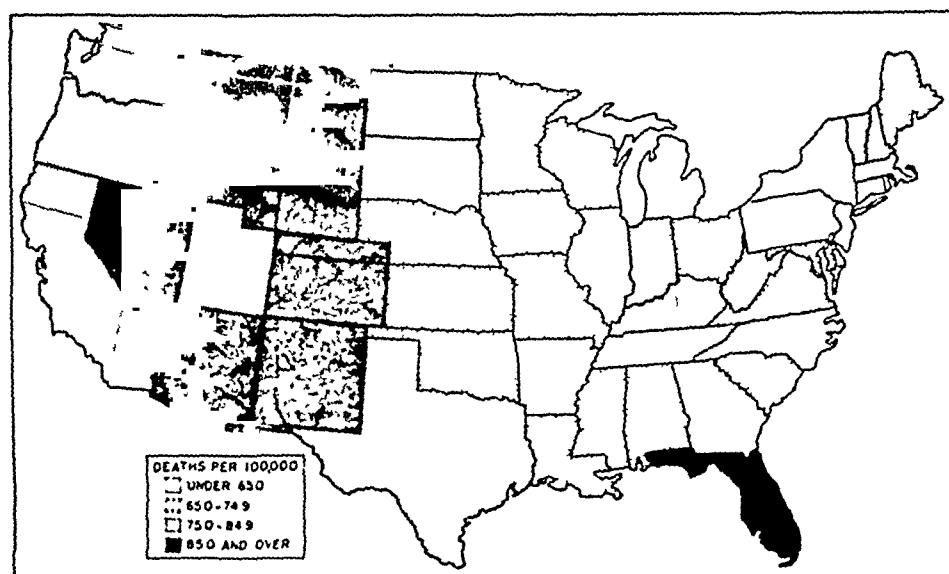 DEATHS PER 100,000
UNDER 650
650-749
750-849
850 AND OVER